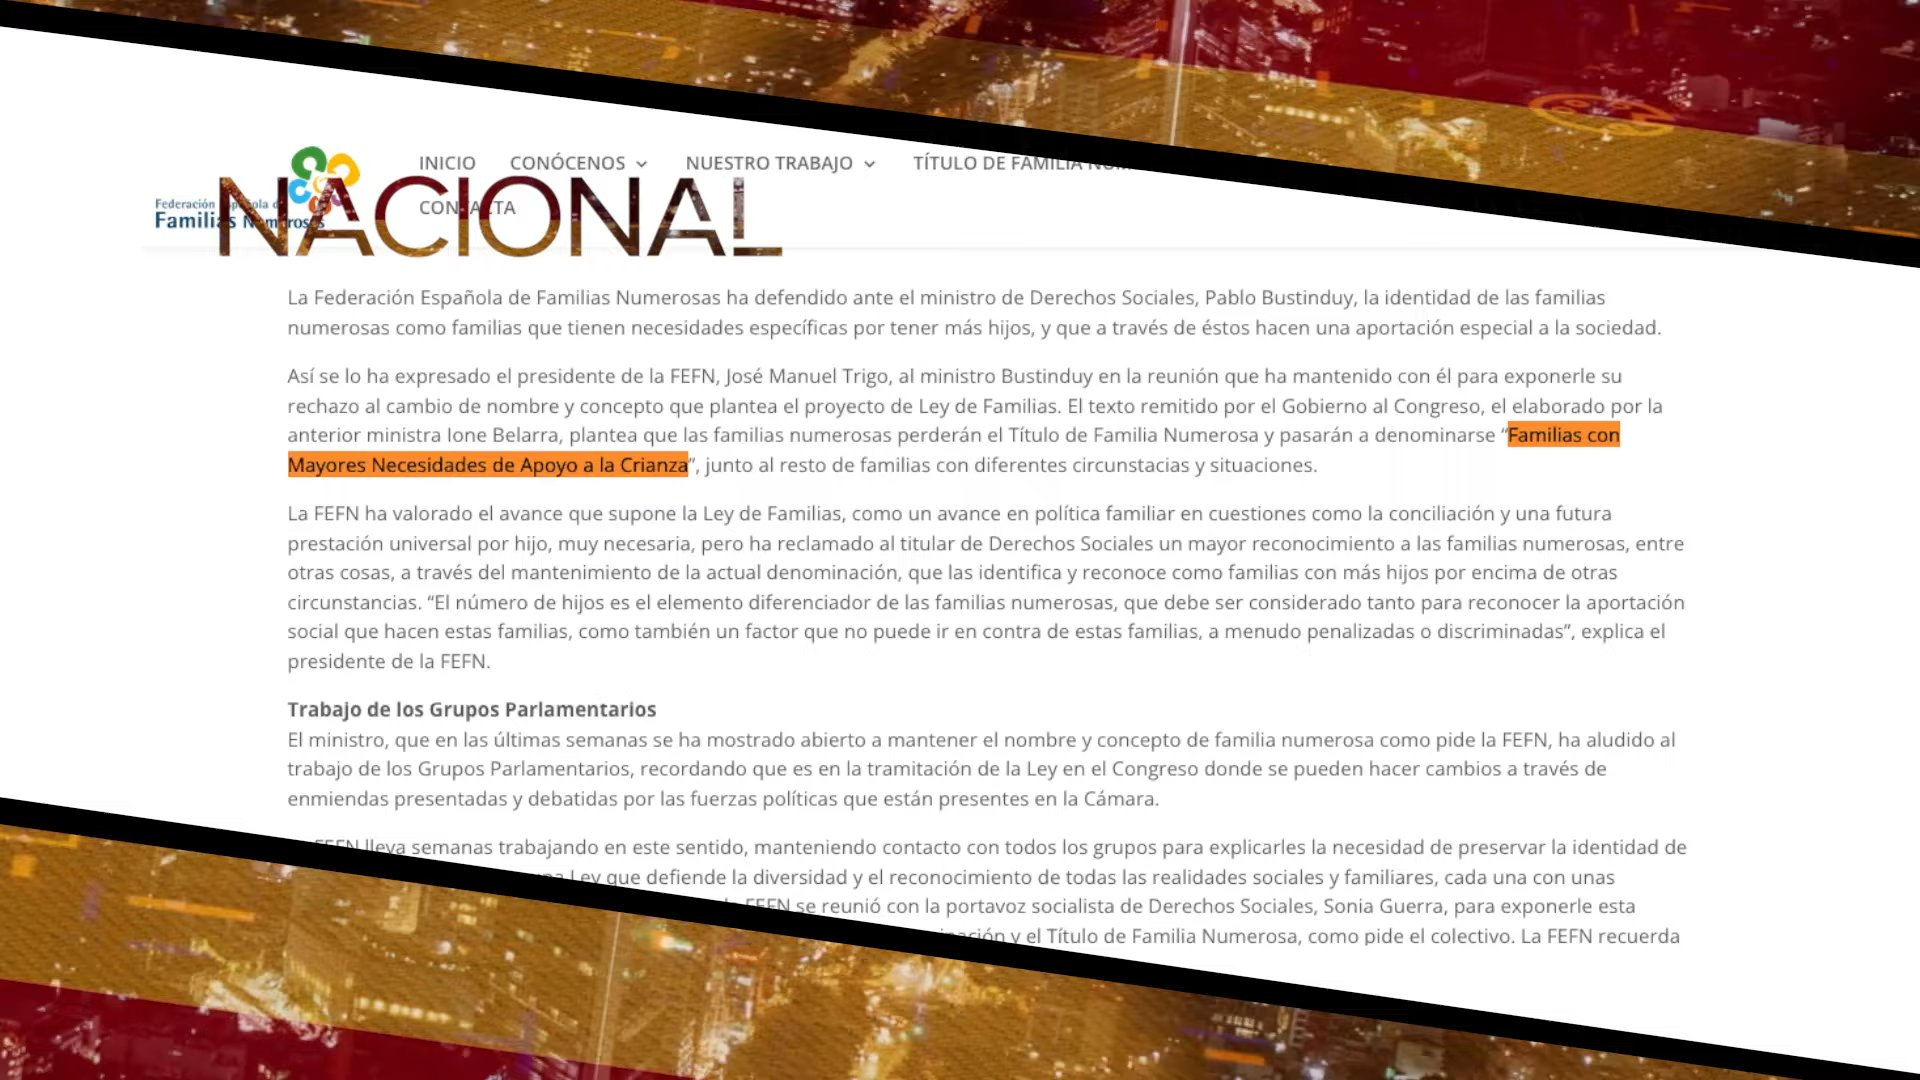 INICIO CONÓCENOS NUESTRO TRABAJO TÍTULO DE FAMILIA
Federación Española de
Familias Numerosas
CONTACTA
NACIONAL
La Federación Española de Familias Numerosas ha defendido ante el ministro de Derechos Sociales, Pablo Bustinduy, la identidad de las familias
numerosas como familias que tienen necesidades específicas por tener más hijos, y que a través de éstos hacen una aportación especial a la sociedad.
Así se lo ha expresado el presidente de la FEFN, José Manuel Trigo, al ministro Bustinduy en la reunión que ha mantenido con él para exponerle su
rechazo al cambio de nombre y concepto que plantea el proyecto de Ley de Familias. El texto remitido por el Gobierno al Congreso, el elaborado por la
anterior ministra Ione Belarra, plantea que las familias numerosas perderán el Título de Familia Numerosa y pasarán a denominarse “Familias con
Mayores Necesidades de Apoyo a la Crianza”, junto al resto de familias con diferentes circunstacias y situaciones.
La FEFN ha valorado el avance que supone la Ley de Familias, como un avance en política familiar en cuestiones como la conciliación y una futura
prestación universal por hijo, muy necesaria, pero ha reclamado al titular de Derechos Sociales un mayor reconocimiento a las familias numerosas, entre
otras cosas, a través del mantenimiento de la actual denominación, que las identifica y reconoce como familias con más hijos por encima de otras
circunstancias. “El número de hijos es el elemento diferenciador de las familias numerosas, que debe ser considerado tanto para reconocer la aportación
social que hacen estas familias, como también un factor que no puede ir en contra de estas familias, a menudo penalizadas o discriminadas”, explica el
presidente de la FEFN.
Trabajo de los Grupos Parlamentarios
El ministro, que en las últimas semanas se ha mostrado abierto a mantener el nombre y concepto de familia numerosa como pide la FEFN, ha aludido al
trabajo de los Grupos Parlamentarios, recordando que es en la tramitación de la Ley en el Congreso donde se pueden hacer cambios a través de
enmiendas presentadas y debatidas por las fuerzas políticas que están presentes en la Cámara.
FEFN lleva semanas trabajando en este sentido, manteniendo contacto con todos los grupos para explicarles la necesidad de preservar la identidad de
una Ley que defiende la diversidad y el reconocimiento de todas las realidades sociales y familiares, cada una con unas
FEFN se reunió con la portavoz socialista de Derechos Sociales, Sonia Guerra, para exponerle esta
y el Título de Familia Numerosa, como pide el colectivo. La FEFN recuerda